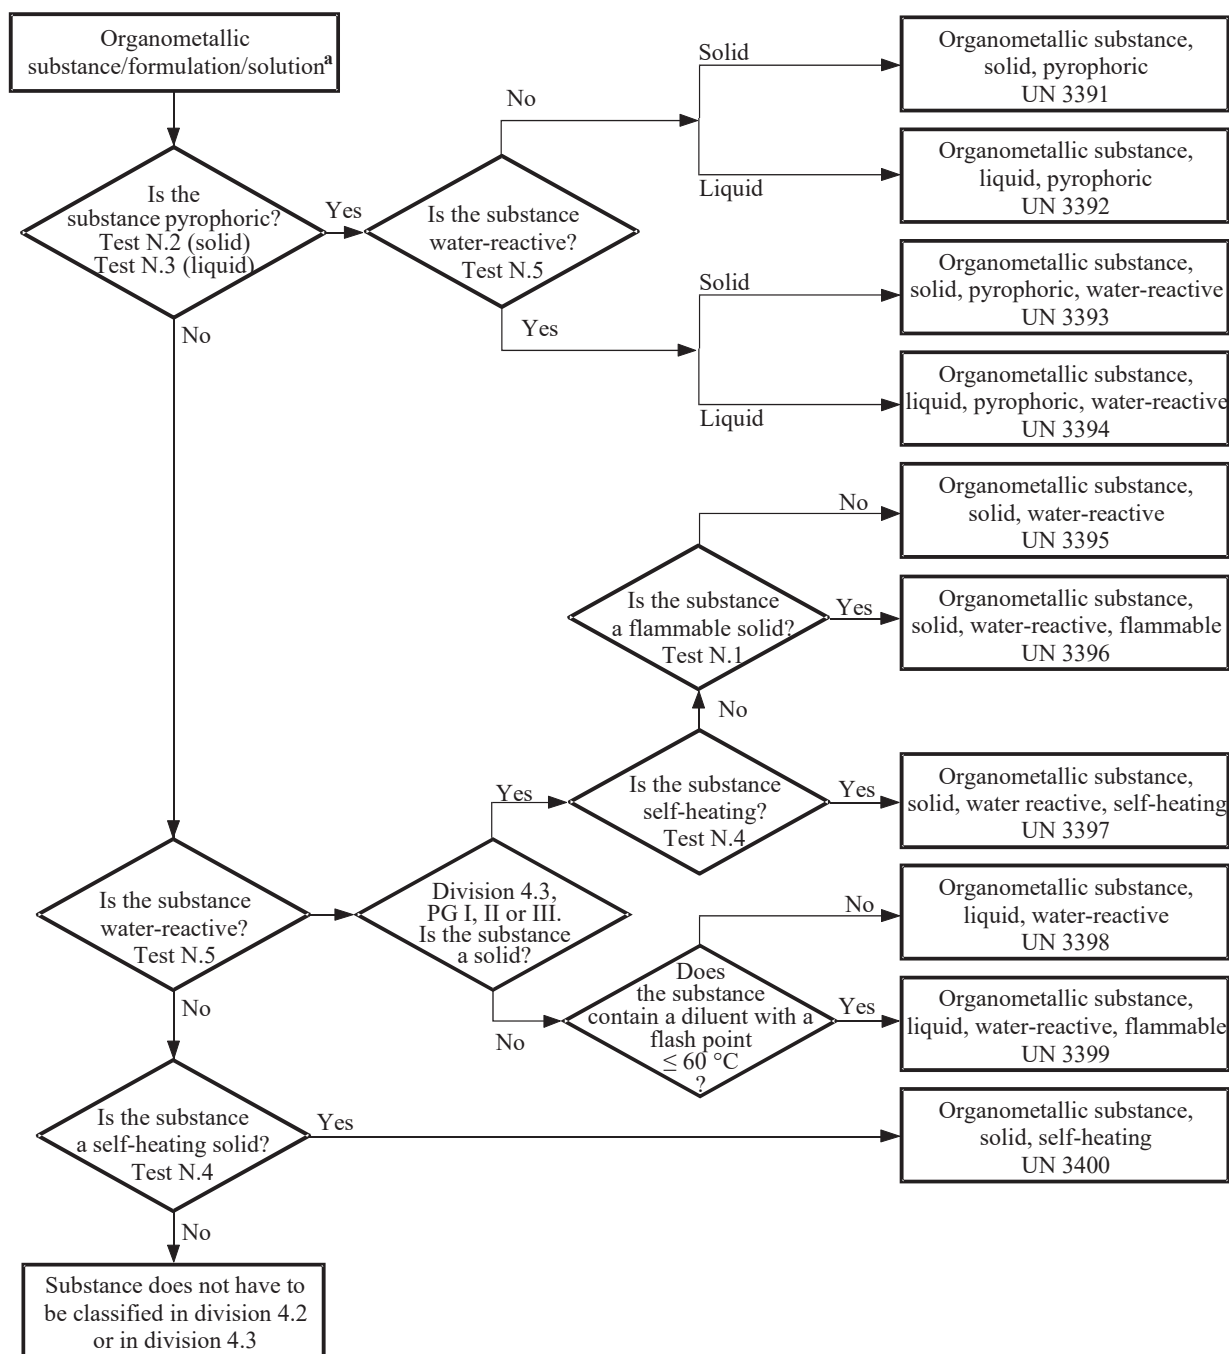 Organometallic
substance/formulation/solutionᵃ
Is the
substance pyrophoric?
Test N.2 (solid)
Test N.3 (liquid)
Yes
No
Is the substance
water-reactive?
Test N.5
No
Yes
Solid
Liquid
Solid
Liquid
Organometallic substance,
solid, pyrophoric
UN 3391
Organometallic substance,
liquid, pyrophoric
UN 3392
Organometallic substance,
solid, pyrophoric, water-reactive
UN 3393
Organometallic substance,
liquid, pyrophoric, water-reactive
UN 3394
No
Organometallic substance,
solid, water-reactive
UN 3395
Is the substance
a flammable solid?
Test N.1
Yes
Organometallic substance,
solid, water-reactive, flammable
UN 3396
No
Is the substance
self-heating?
Test N.4
Yes
Organometallic substance,
solid, water reactive, self-heating
UN 3397
Yes
Is the substance
water-reactive?
Test N.5
Division 4.3,
PG I, II or III.
Is the substance
a solid?
No
Organometallic substance,
liquid, water-reactive
UN 3398
No
No
Does
the substance
contain a diluent with a
flash point
≤ 60 °C
?
Yes
Organometallic substance,
liquid, water-reactive, flammable
UN 3399
Is the substance
a self-heating solid?
Test N.4
Yes
Organometallic substance,
solid, self-heating
UN 3400
No
Substance does not have to
be classified in division 4.2
or in division 4.3